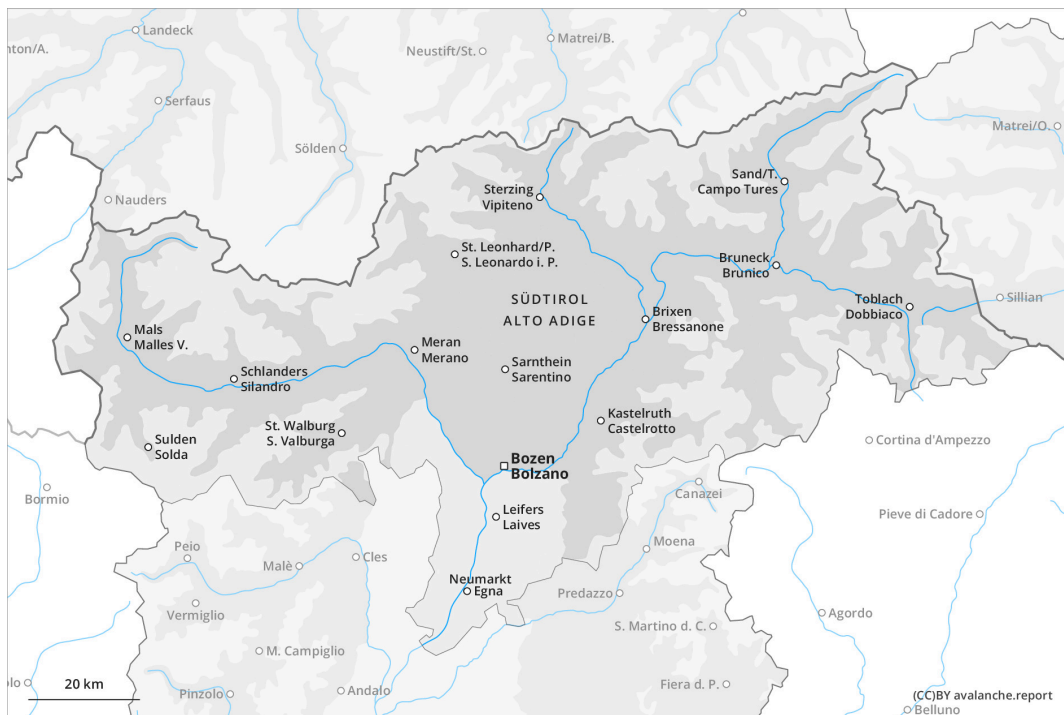 Landeck
nton/A.
Neustift/St.
Matrei/B.
Serfaus
Matrei/O.
Sölden
Sand/T.
Campo Tures
Sterzing
Vipiteno
Nauders
St. Leonhard/P.
S. Leonardo i. P.
Bruneck
Brunico
SÜDTIROL
ALTO ADIGE
Toblach
Dobbiaco
Sillian
Brixen
Bressanone
Mals
Malles V.
Meran
Merano
Sarnthein
Sarentino
Schlanders
Silandro
Kastelruth
Castelrotto
St. Walburg
S. Valburga
Sulden
Solda
Cortina d'Ampezzo
Bozen
Bolzano
Bormio
Canazei
Leifers
Laives
Pieve di Cadore
Moena
Peio
Cles
Malè
Neumarkt
Egna
Predazzo
Vermiglio
Agordo
S. Martino d. C.
M. Campiglio
olo
20 km
Pinzolo
Andalo
Fiera d. P.
(CC)BY avalanche.report
Belluno